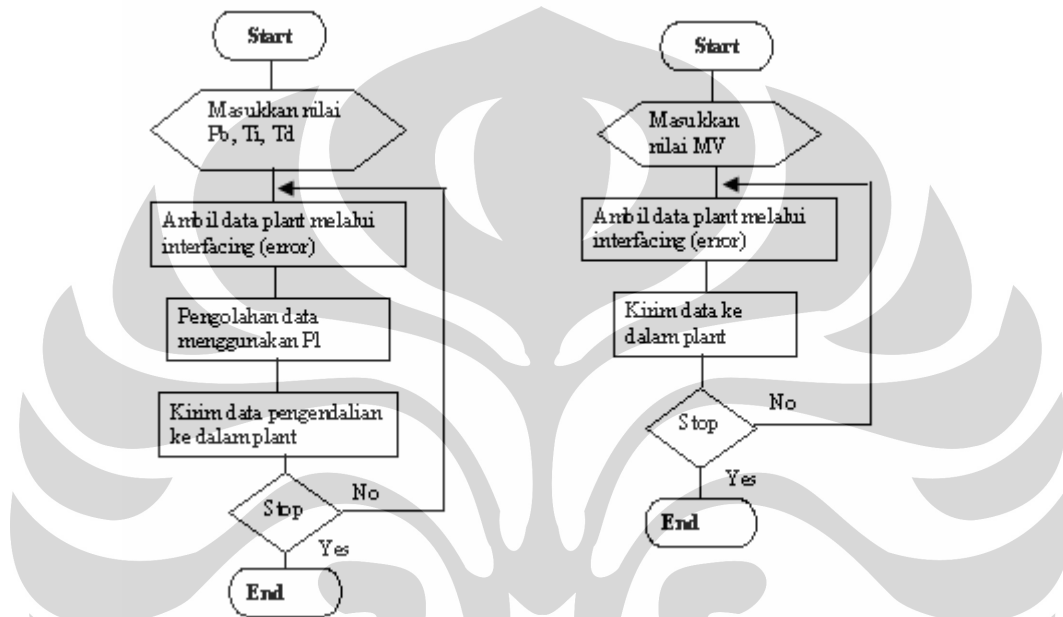 Start
Masukkan nilai
Pb, Ti, Td
Ambil data plant melalui
interfacing (error)
Pengolahan data
menggunakan PI
Kirim data pengendalian
ke dalam plant
Stop
No
Yes
End
Start
Masukkan
nilai MV
Ambil data plant melalui
interfacing (error)
Kirim data ke
dalam plant
Stop
No
Yes
End